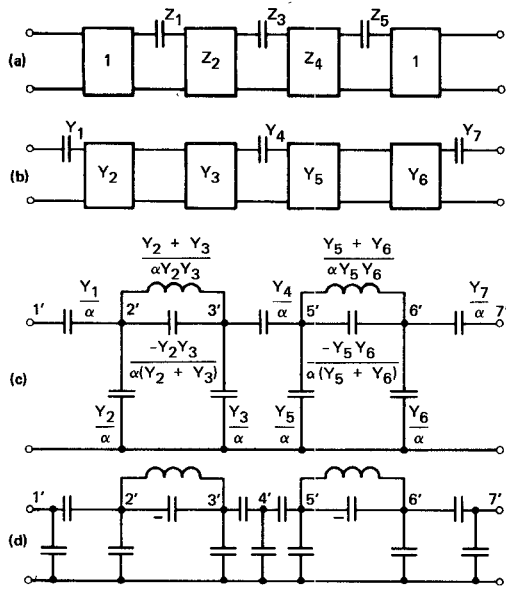 Z₁ Z₃ Z₅
(a) 1 Z₂ Z₄ 1
Y₁ Y₄ Y₇
(b) Y₂ Y₃ Y₅ Y₆
Y₂ + Y₃ Y₅ + Y₆
αY₂Y₃ αY₅Y₆
Y₁ Y₄ Y₇
α α α
1' 2' 3' 5' 6' 7'
-Y₂Y₃ -Y₅Y₆
α(Y₂ + Y₃) α(Y₅ + Y₆)
(c)
Y₂ Y₃ Y₅ Y₆
α α α α
1' 2' 3' 4' 5' 6' 7'
(d) − −